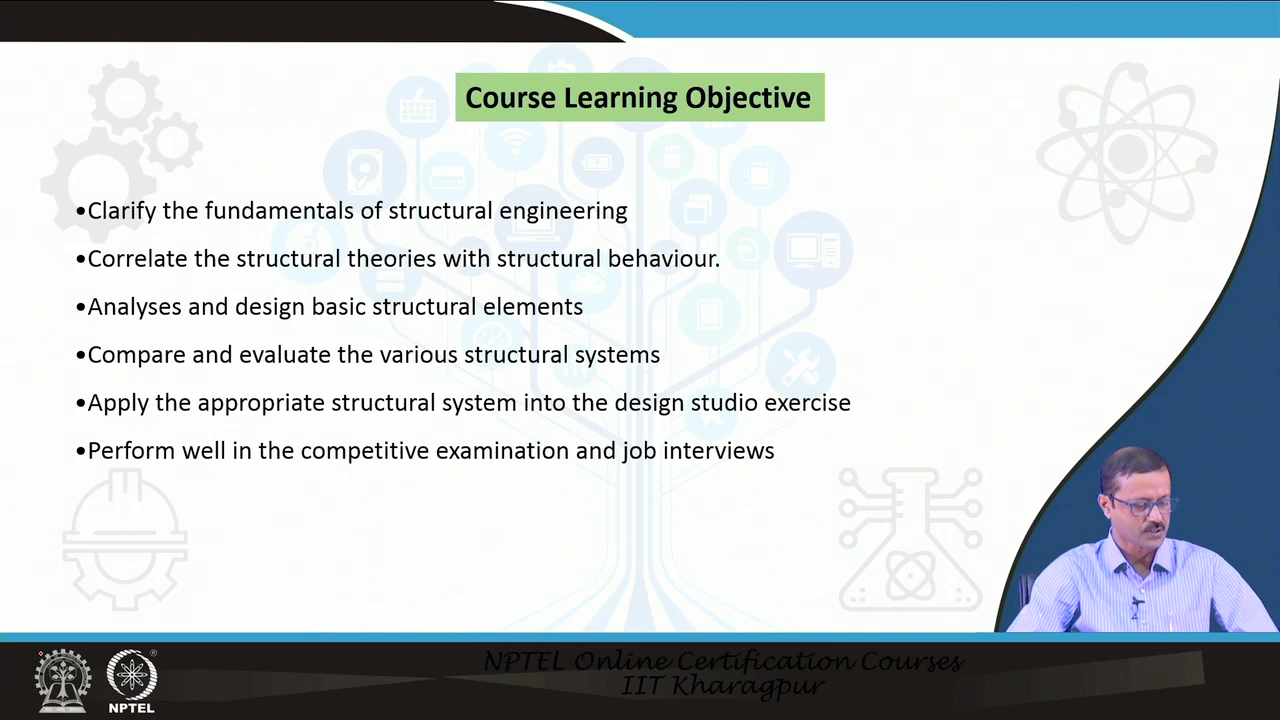 Course Learning Objective
•Clarify the fundamentals of structural engineering
•Correlate the structural theories with structural behaviour.
•Analyses and design basic structural elements
•Compare and evaluate the various structural systems
•Apply the appropriate structural system into the design studio exercise
•Perform well in the competitive examination and job interviews
NPTEL Online Certification Courses
IIT Kharagpur
NPTEL